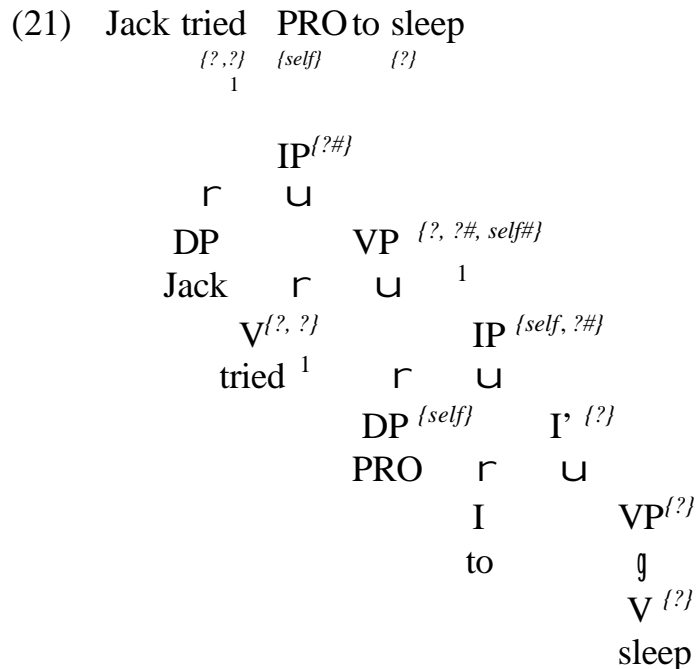 (21) Jack tried PRO to sleep
{? ,?} {self} {?}
1
IP{?#}
r u
DP VP {?, ?#, self#}
Jack r u 1
V{?, ?} IP {self, ?#}
tried 1 r u
DP {self} I’ {?}
PRO r u
I VP{?}
to g
V {?}
sleep